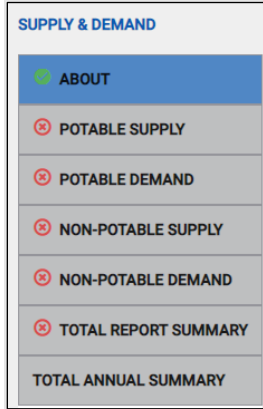 SUPPLY & DEMAND
ABOUT
POTABLE SUPPLY
POTABLE DEMAND
NON-POTABLE SUPPLY
NON-POTABLE DEMAND
TOTAL REPORT SUMMARY
TOTAL ANNUAL SUMMARY